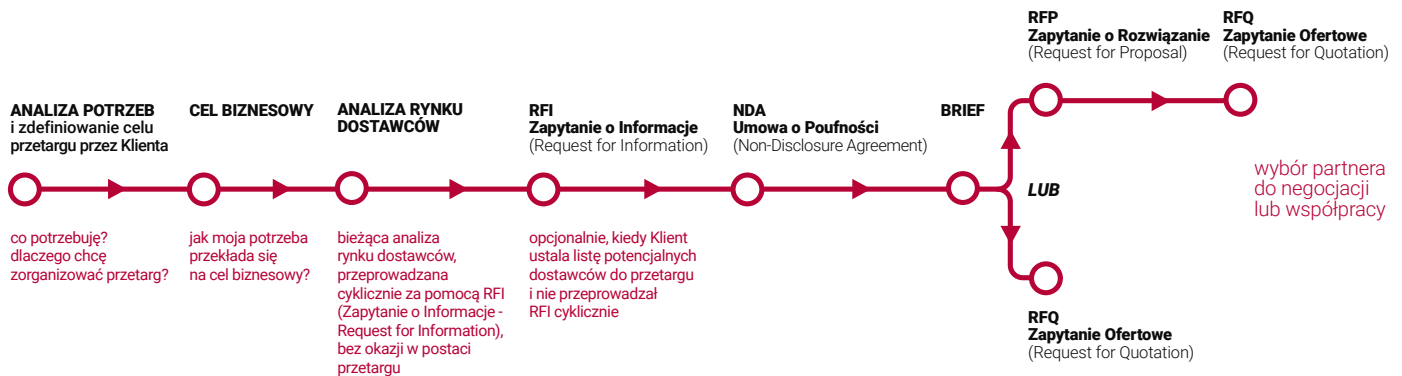 ANALIZA POTRZEB
i zdefiniowanie celu
przetargu przez Klienta
co potrzebuję?
dlaczego chcę
zorganizować przetarg?
CEL BIZNESOWY
jak moja potrzeba
przekłada się
na cel biznesowy?
ANALIZA RYNKU
DOSTAWCÓW
bieżąca analiza
rynku dostawców,
przeprowadzana
cyklicznie za pomocą RFI
(Zapytanie o Informacje -
Request for Information),
bez okazji w postaci
przetargu
RFI
Zapytanie o Informacje
(Request for Information)
opcjonalnie, kiedy Klient
ustala listę potencjalnych
dostawców do przetargu
i nie przeprowadzał
RFI cyklicznie
NDA
Umowa o Poufności
(Non-Disclosure Agreement)
BRIEF
LUB
RFP
Zapytanie o Rozwiązanie
(Request for Proposal)
RFQ
Zapytanie Ofertowe
(Request for Quotation)
wybór partnera
do negocjacji
lub współpracy
RFQ
Zapytanie Ofertowe
(Request for Quotation)